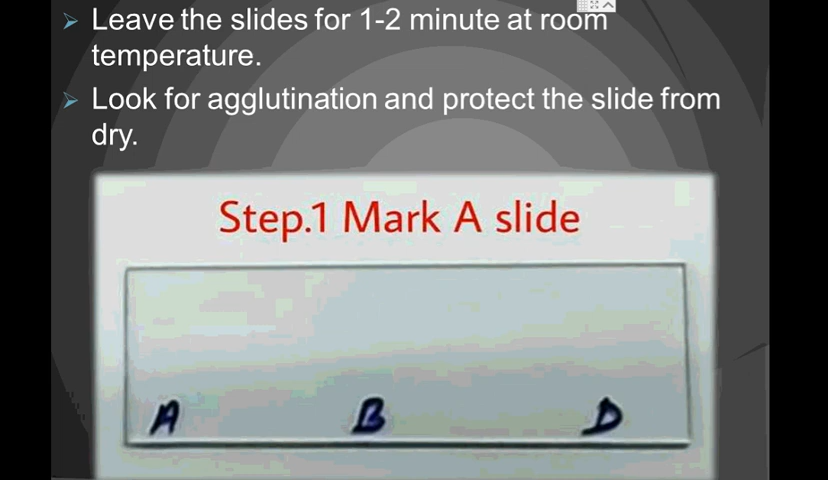 Leave the slides for 1-2 minute at room
temperature.
Look for agglutination and protect the slide from
dry.
Step.1 Mark A slide
A B D